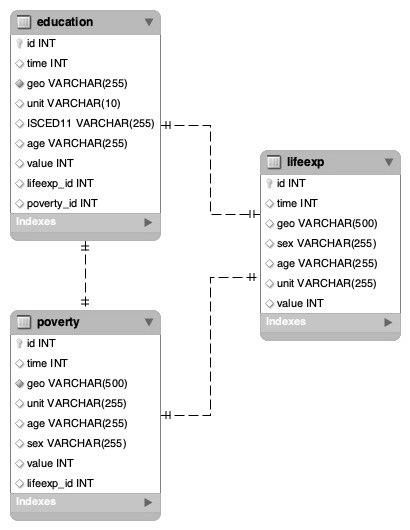 education
id INT
time INT
geo VARCHAR(255)
unit VARCHAR(10)
ISCED11 VARCHAR(255)
age VARCHAR(255)
value INT
lifeexp_id INT
poverty_id INT
Indexes
lifeexp
id INT
time INT
geo VARCHAR(500)
sex VARCHAR(255)
age VARCHAR(255)
unit VARCHAR(255)
value INT
Indexes
poverty
id INT
time INT
geo VARCHAR(500)
unit VARCHAR(255)
age VARCHAR(255)
sex VARCHAR(255)
value INT
lifeexp_id INT
Indexes